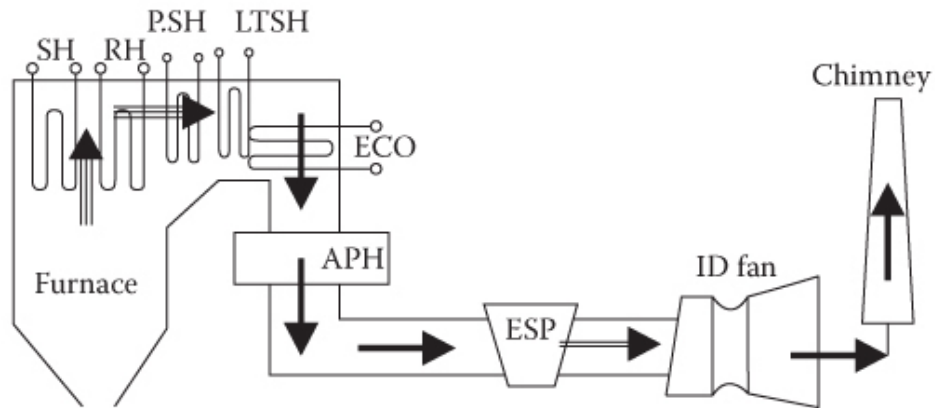 P.SH LTSH
SH RH
Chimney
ECO
APH
ID fan
Furnace
ESP